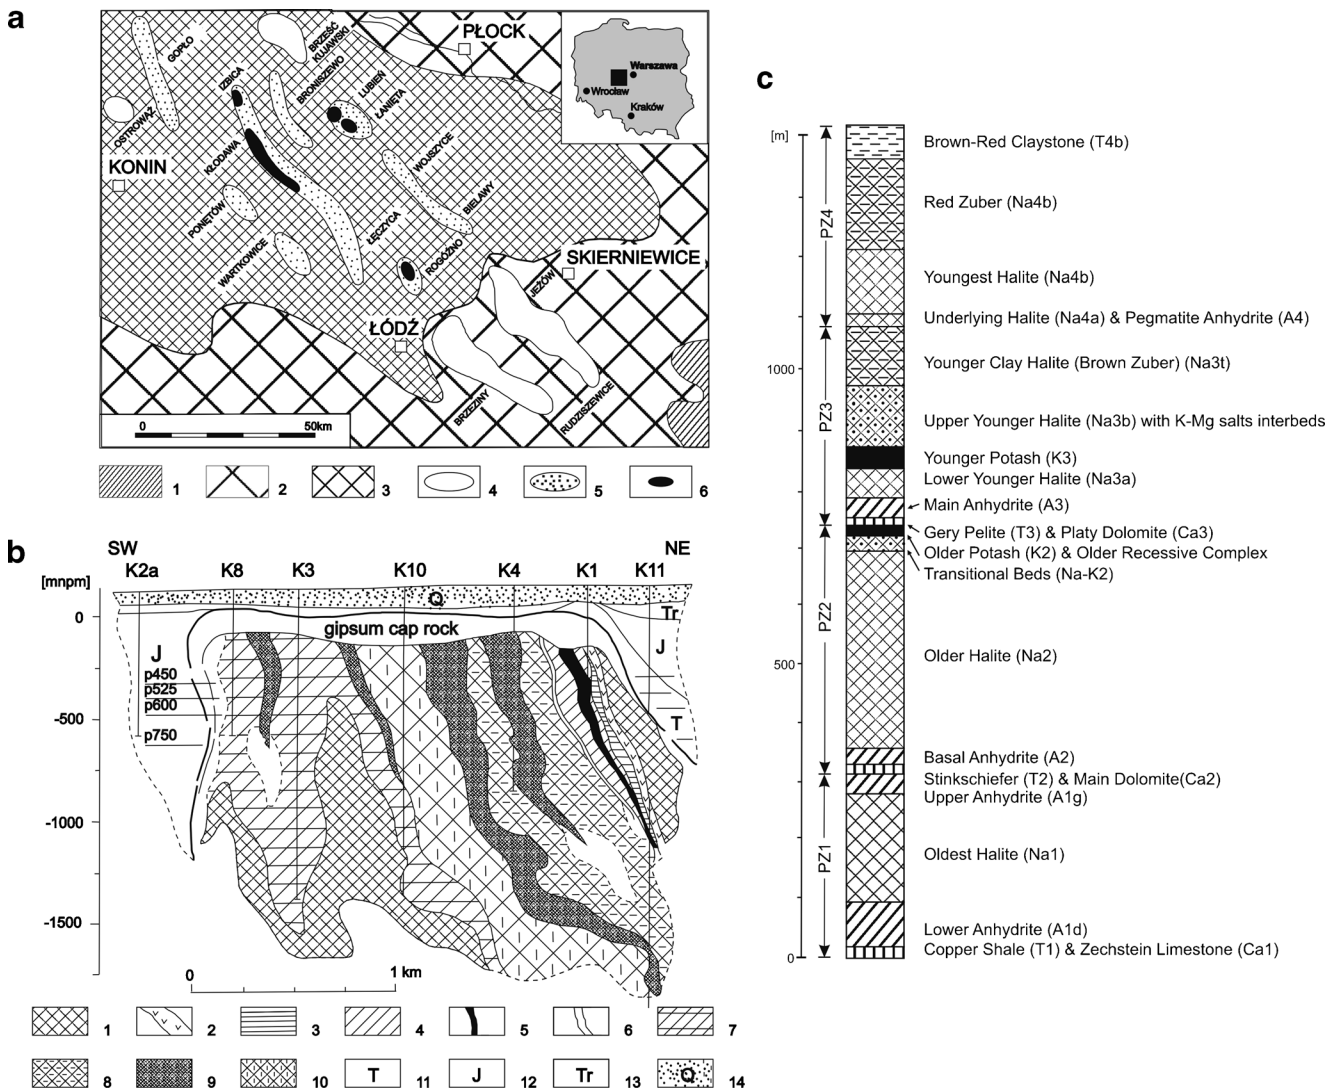 a
GOPŁO
BRZEŚĆ
KUJAWSKI
PŁOCK
OSTROWĄŻ
IZBICA
BRONISZEWO
LUBIEŃ
ŁANIĘTA
KŁODAWA
WOJSZYCE
KONIN
PONĘTÓW
BIELAWY
WARTKOWICE
ŁĘCZYCA
ROGÓŹNO
SKIERNIEWICE
JEŻÓW
ŁÓDŹ
BRZEZINY
RUDZISZEWICE
Warszawa
Wrocław
Kraków
0 50km
1 2 3 4 5 6
b
SW NE
K2a K8 K3 K10 K4 K1 K11
[mnpm]
Q
0
Tr
gipsum cap rock
J
J
p450
p525
p600
-500
T
p750
-1000
-1500
0 1 km
1 2 3 4 5 6 7
8 9 10 T 11 J 12 Tr 13 Q 14
c
[m]
1000
500
0
PZ4
PZ3
PZ2
PZ1
Brown-Red Claystone (T4b)
Red Zuber (Na4b)
Youngest Halite (Na4b)
Underlying Halite (Na4a) & Pegmatite Anhydrite (A4)
Younger Clay Halite (Brown Zuber) (Na3t)
Upper Younger Halite (Na3b) with K-Mg salts interbeds
Younger Potash (K3)
Lower Younger Halite (Na3a)
Main Anhydrite (A3)
Gery Pelite (T3) & Platy Dolomite (Ca3)
Older Potash (K2) & Older Recessive Complex
Transitional Beds (Na-K2)
Older Halite (Na2)
Basal Anhydrite (A2)
Stinkschiefer (T2) & Main Dolomite(Ca2)
Upper Anhydrite (A1g)
Oldest Halite (Na1)
Lower Anhydrite (A1d)
Copper Shale (T1) & Zechstein Limestone (Ca1)